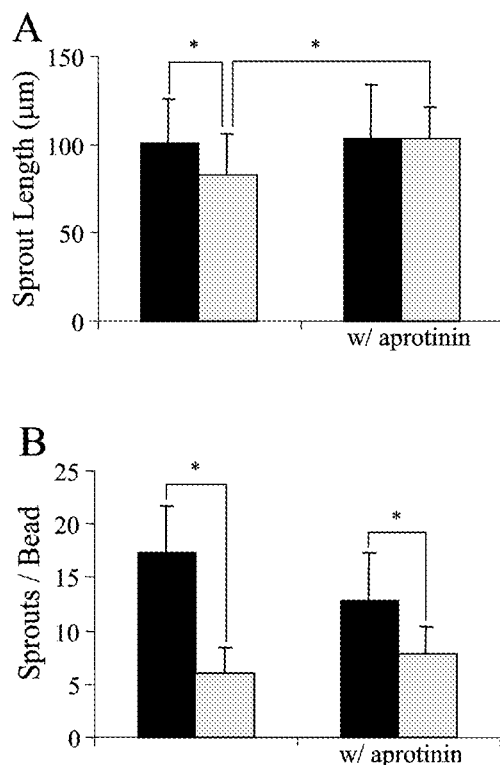 A
*
*
150
100
50
0
Sprout Length (μm)
w/ aprotinin
B
*
*
25
20
15
10
5
0
Sprouts / Bead
w/ aprotinin